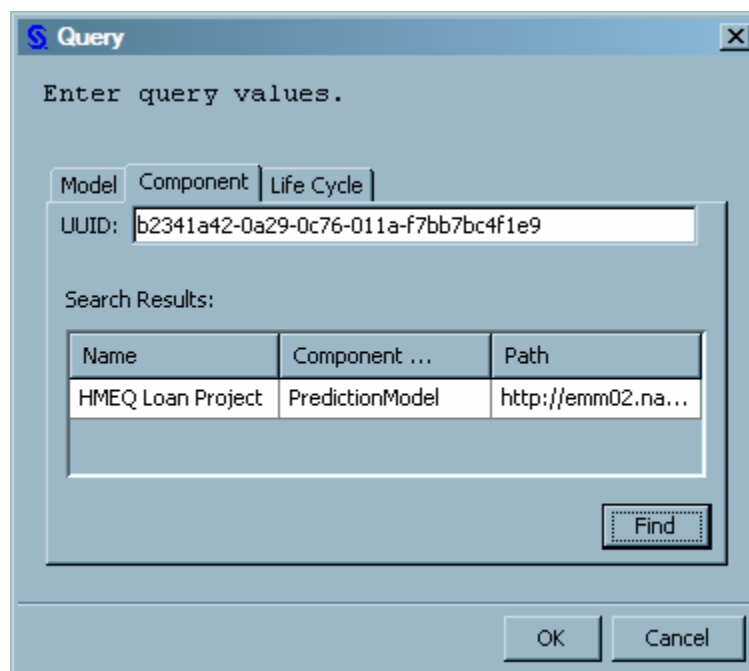 Query
Enter query values.
Model Component Life Cycle
UUID: b2341a42-0a29-0c76-011a-f7bb7bc4f1e9
Search Results:
Name Component ... Path
HMEQ Loan Project PredictionModel http://emm02.na...
Find
OK Cancel